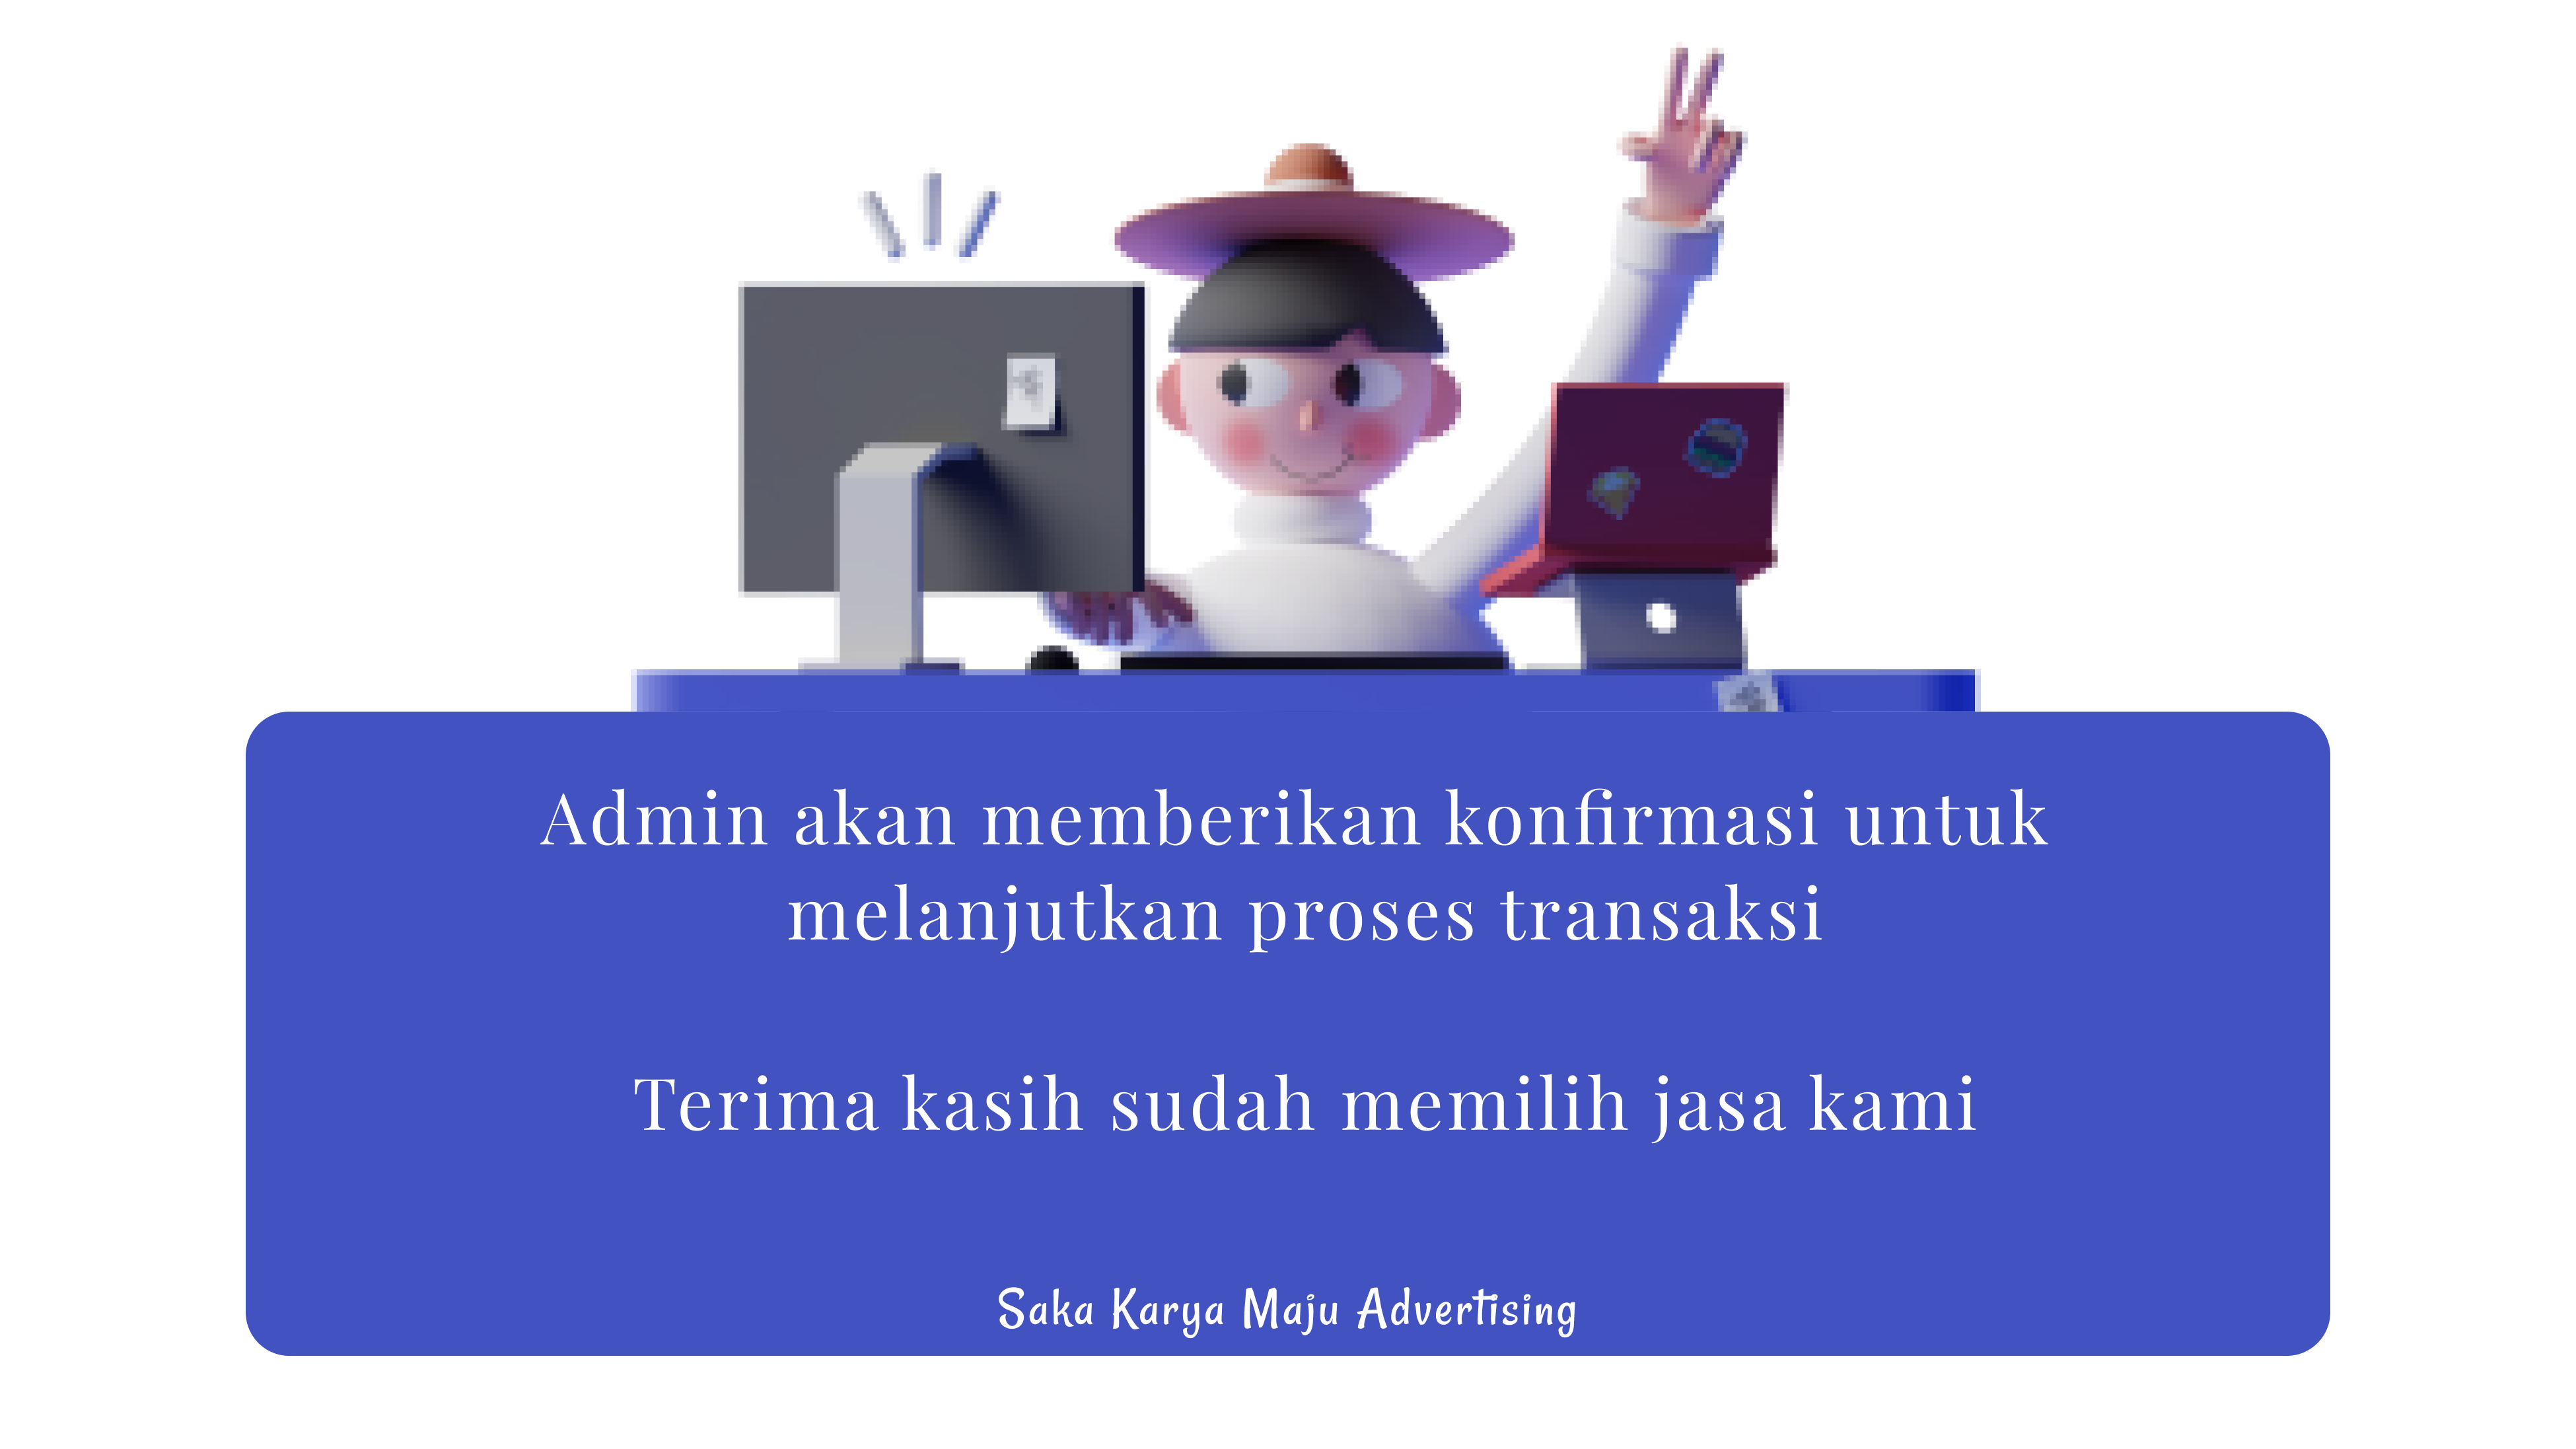 Admin akan memberikan konfirmasi untuk
melanjutkan proses transaksi
Terima kasih sudah memilih jasa kami
Saka Karya Maju Advertising